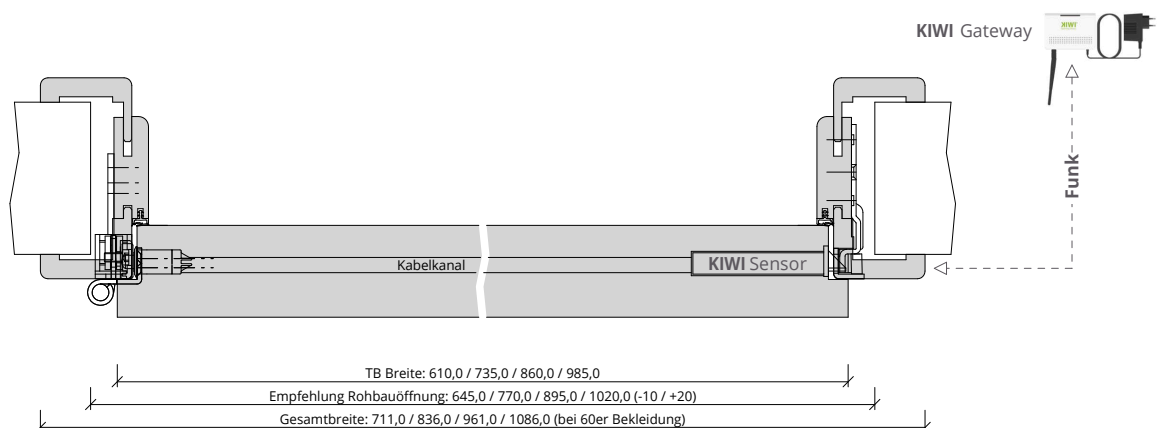 KIWI Gateway
KIWI
Funk
Kabelkanal
KIWI Sensor
TB Breite: 610,0 / 735,0 / 860,0 / 985,0
Empfehlung Rohbauöffnung: 645,0 / 770,0 / 895,0 / 1020,0 (-10 / +20)
Gesamtbreite: 711,0 / 836,0 / 961,0 / 1086,0 (bei 60er Bekleidung)